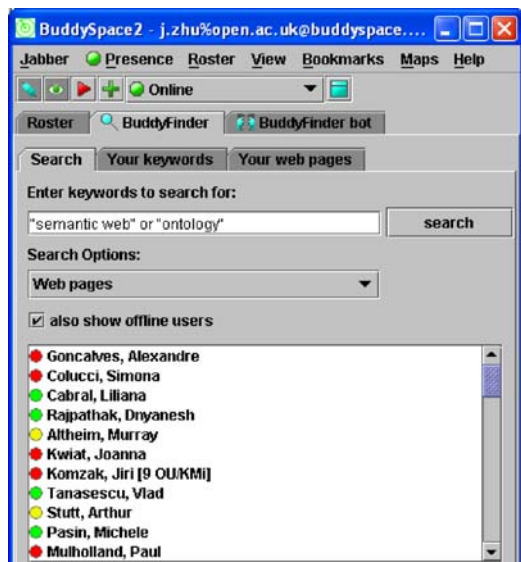 BuddySpace2 - j.zhu%open.ac.uk@buddyspace....
Jabber Presence Roster View Bookmarks Maps Help
Online
Roster BuddyFinder BuddyFinder bot
Search Your keywords Your web pages
Enter keywords to search for:
"semantic web" or "ontology" search
Search Options:
Web pages
also show offline users
Goncalves, Alexandre
Colucci, Simona
Cabral, Liliana
Rajpathak, Dnyanesh
Altheim, Murray
Kwiat, Joanna
Komzak, Jiri [9 OU/KMi]
Tanasescu, Vlad
Stutt, Arthur
Pasin, Michele
Mulholland, Paul